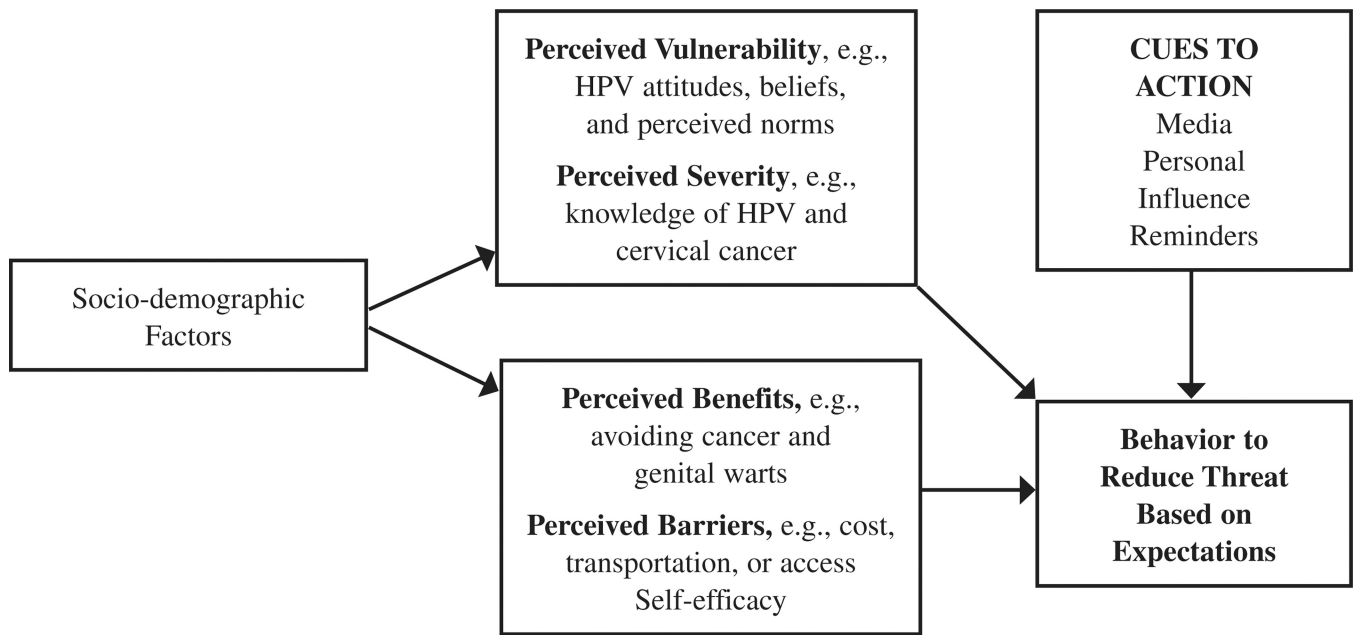 Socio-demographic
Factors
Perceived Vulnerability, e.g.,
HPV attitudes, beliefs,
and perceived norms
Perceived Severity, e.g.,
knowledge of HPV and
cervical cancer
Perceived Benefits, e.g.,
avoiding cancer and
genital warts
Perceived Barriers, e.g., cost,
transportation, or access
Self-efficacy
CUES TO
ACTION
Media
Personal
Influence
Reminders
Behavior to
Reduce Threat
Based on
Expectations